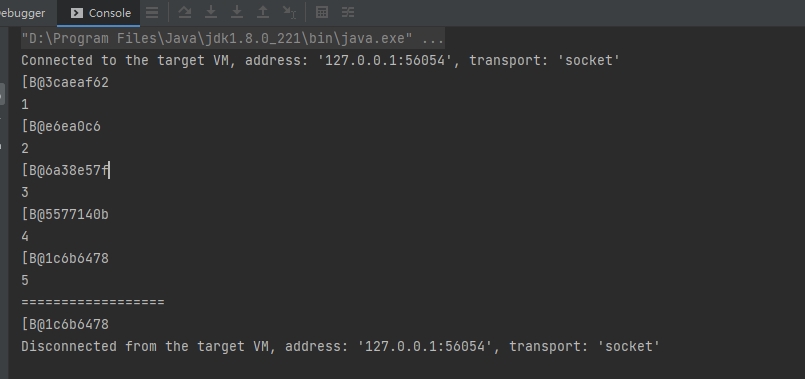 ebugger Console
"D:\Program Files\Java\jdk1.8.0_221\bin\java.exe" ...
Connected to the target VM, address: '127.0.0.1:56054', transport: 'socket'
[B@3caeaf62
1
[B@e6ea0c6
2
[B@6a38e57f
3
[B@5577140b
4
[B@1c6b6478
5
===================
[B@1c6b6478
Disconnected from the target VM, address: '127.0.0.1:56054', transport: 'socket'